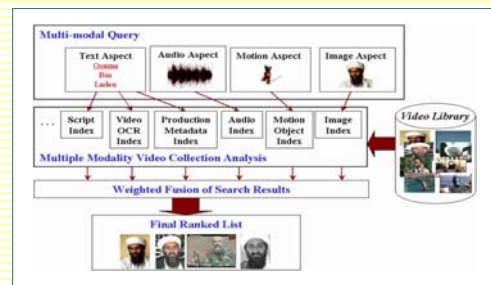 Multi-modal Query
Text Aspect
Osama
Bin
Laden
Audio Aspect
Motion Aspect
Image Aspect
. . .
Script
Index
Video
OCR
Index
Production
Metadata
Index
Audio
Index
Motion
Object
Index
Image
Index
Multiple Modality Video Collection Analysis
Video Library
Weighted Fusion of Search Results
Final Ranked List